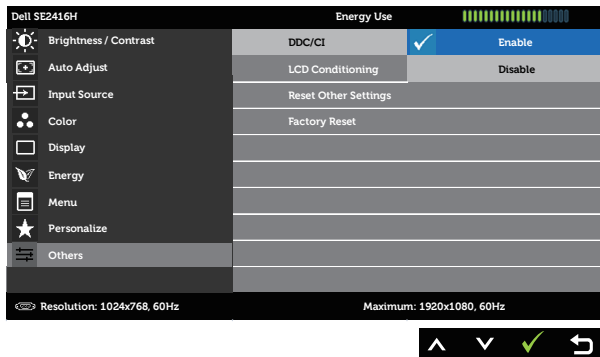 Dell SE2416H Energy Use
Brightness / Contrast DDC/CI Enable
Auto Adjust LCD Conditioning Disable
Input Source Reset Other Settings
Color Factory Reset
Display
Energy
Menu
Personalize
Others
Resolution: 1024x768, 60Hz Maximum: 1920x1080, 60Hz